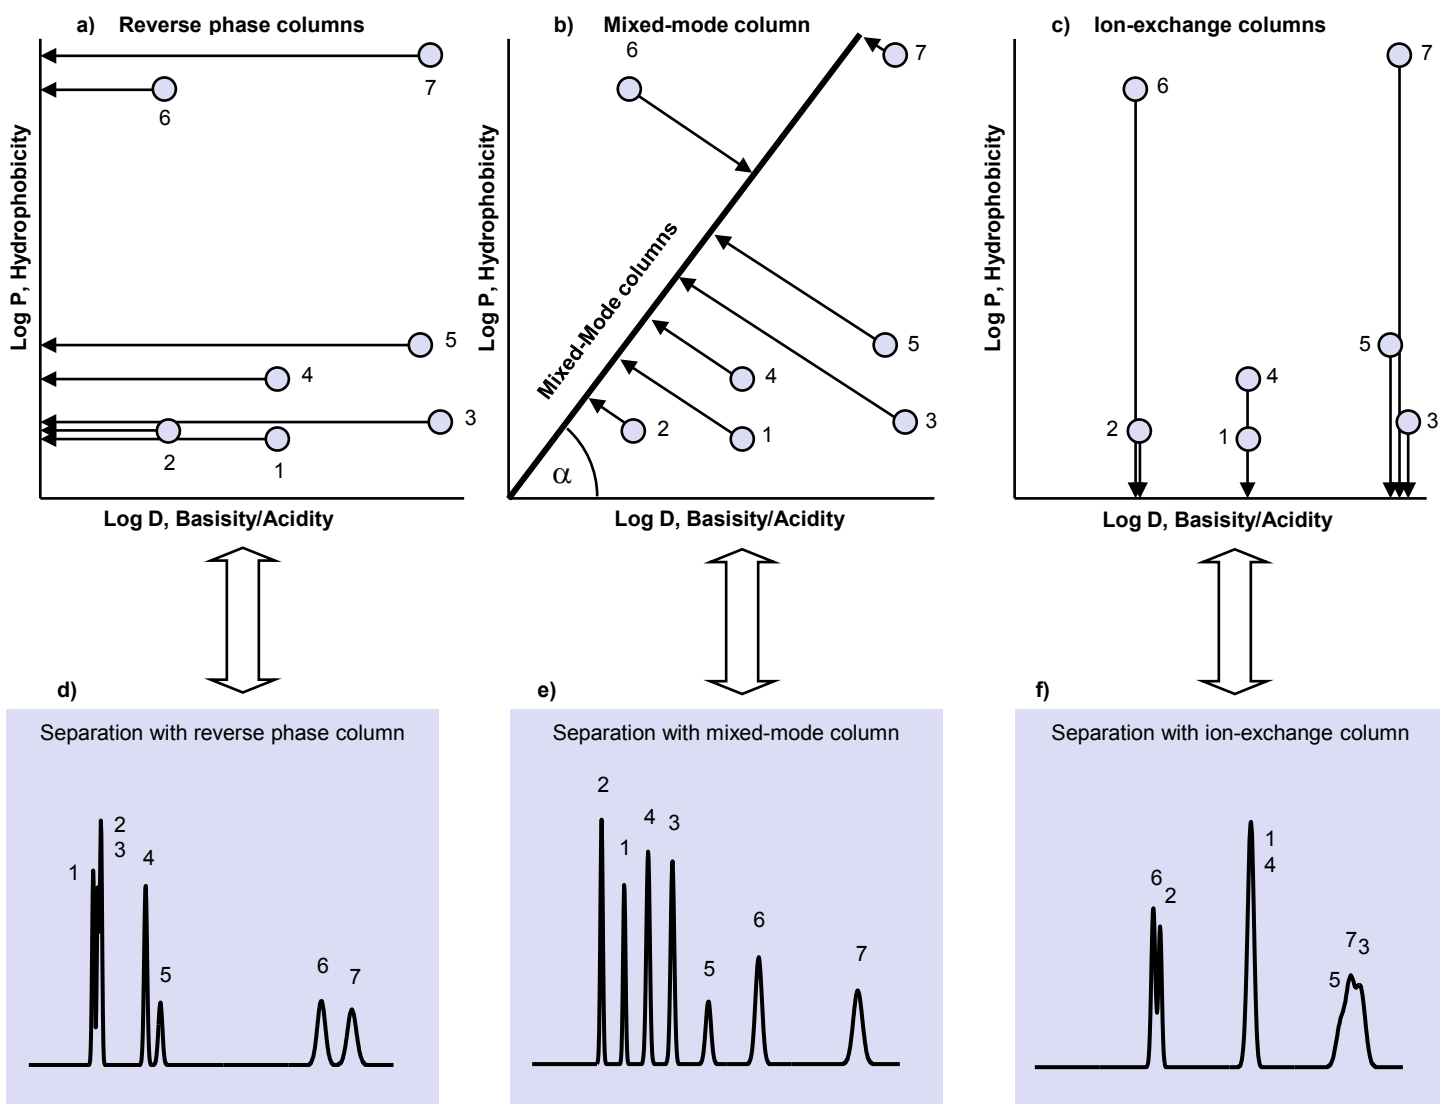 a) Reverse phase columns
Log P, Hydrophobicity
7
6
5
4
3
2
1
Log D, Basisity/Acidity
b) Mixed-mode column
Log P, Hydrophobicity
Mixed-Mode columns
6
7
5
4
3
2
1
α
Log D, Basisity/Acidity
c) Ion-exchange columns
Log P, Hydrophobicity
7
6
5
4
3
2
1
Log D, Basisity/Acidity
d)
Separation with reverse phase column
1
2
3
4
5
6
7
e)
Separation with mixed-mode column
2
1
4
3
5
6
7
f)
Separation with ion-exchange column
6
2
1
4
5
7
3